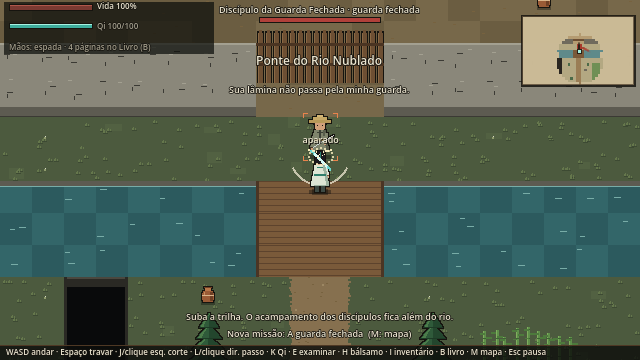 Vida 100%
Qi 100/100
Mãos: espada · 4 páginas no Livro (B)
Discípulo da Guarda Fechada · guarda fechada
Ponte do Rio Nublado
Sua lâmina não passa pela minha guarda.
aparado
Suba a trilha. O acampamento dos discípulos fica além do rio.
Nova missão: A guarda fechada (M: mapa)
WASD andar · Espaço travar · J/clique esq. corte · L/clique dir. passo · K Qi · E examinar · H bálsamo · I inventário · B livro · M mapa · Esc pausa